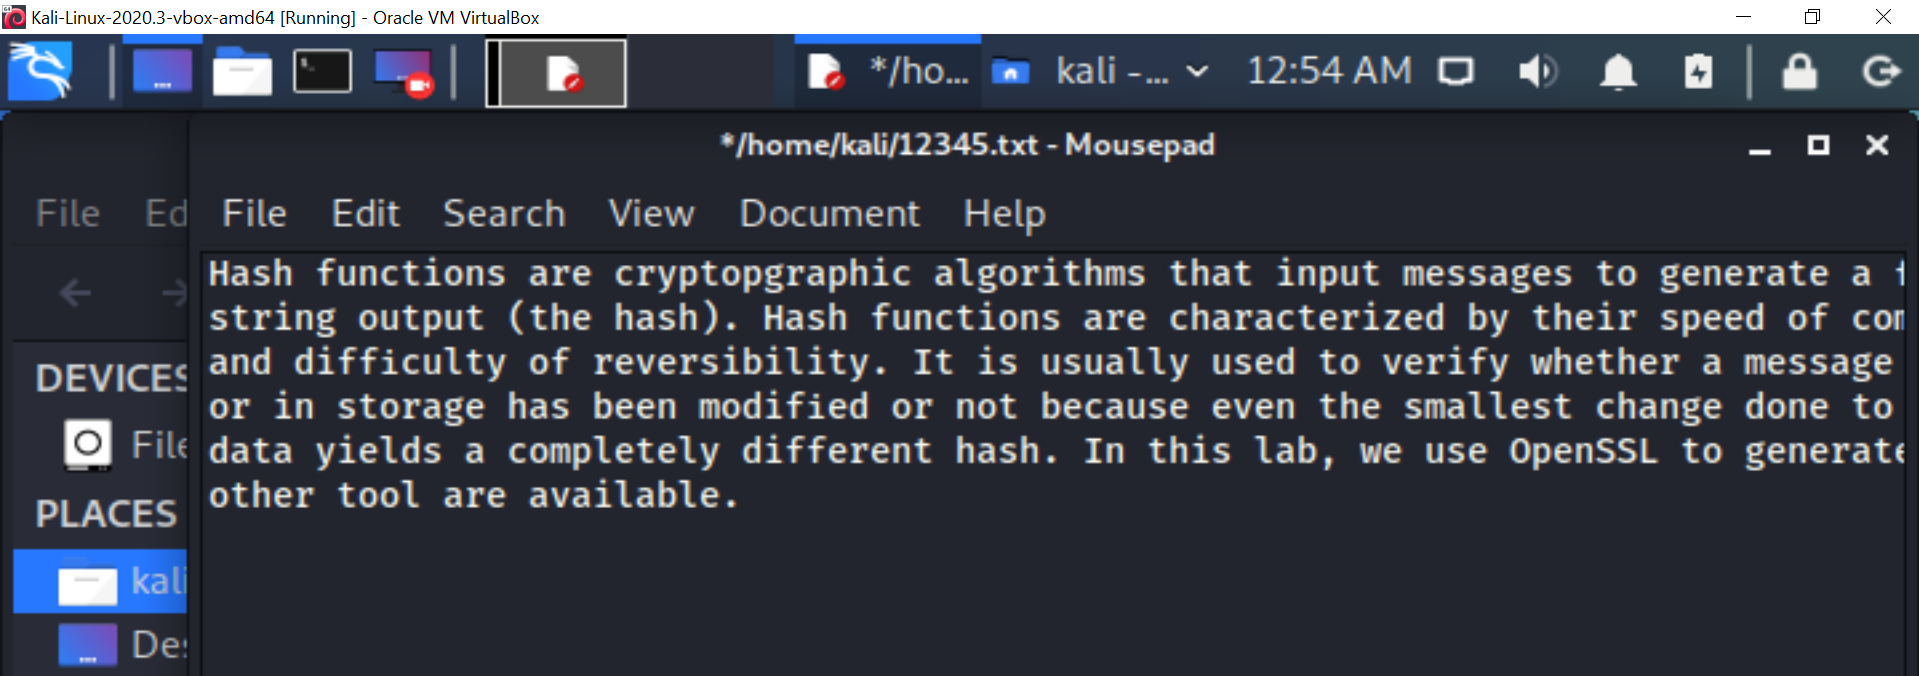 Kali-Linux-2020.3-vbox-amd64 [Running] - Oracle VM VirtualBox
*/ho... kali -... 12:54 AM
*/home/kali/12345.txt - Mousepad
File Ed
File Edit Search View Document Help
Hash functions are cryptopgraphic algorithms that input messages to generate a
string output (the hash). Hash functions are characterized by their speed of com
and difficulty of reversibility. It is usually used to verify whether a message
or in storage has been modified or not because even the smallest change done to
data yields a completely different hash. In this lab, we use OpenSSL to generate
other tool are available.
DEVICES
File
PLACES
kali
Des